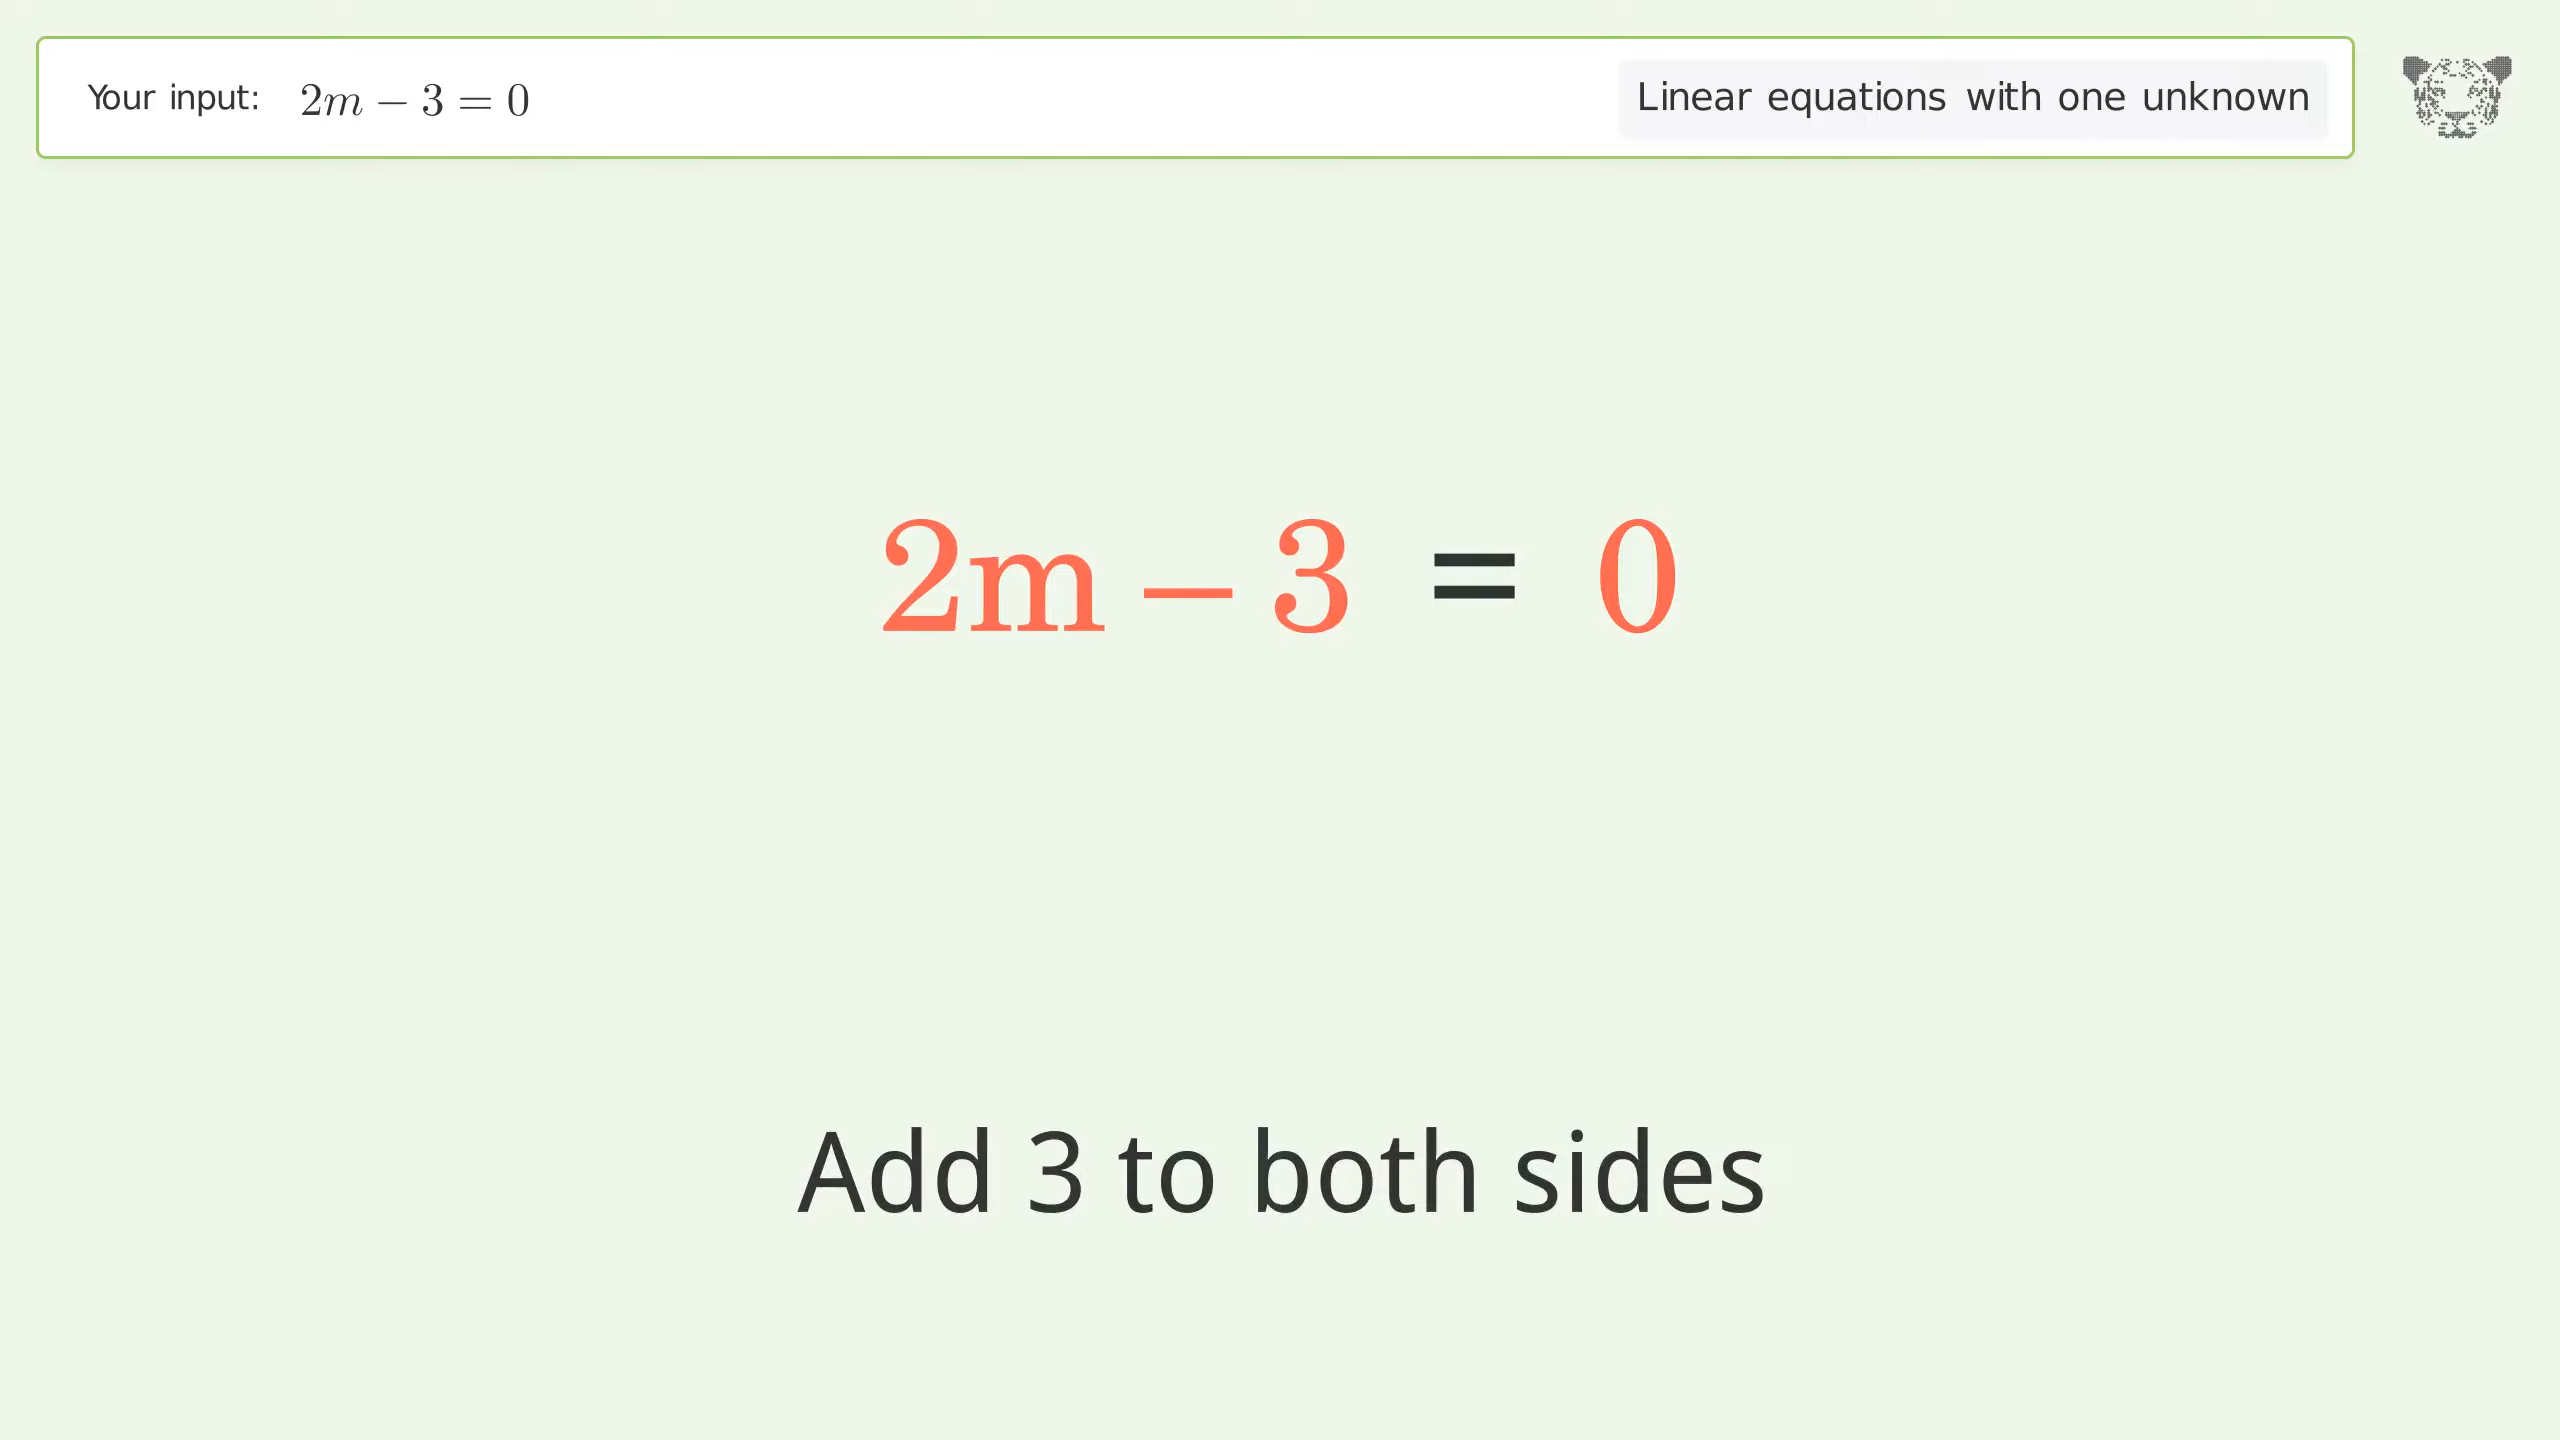 Your input: 2m − 3 = 0
Linear equations with one unknown
2m − 3 = 0
Add 3 to both sides